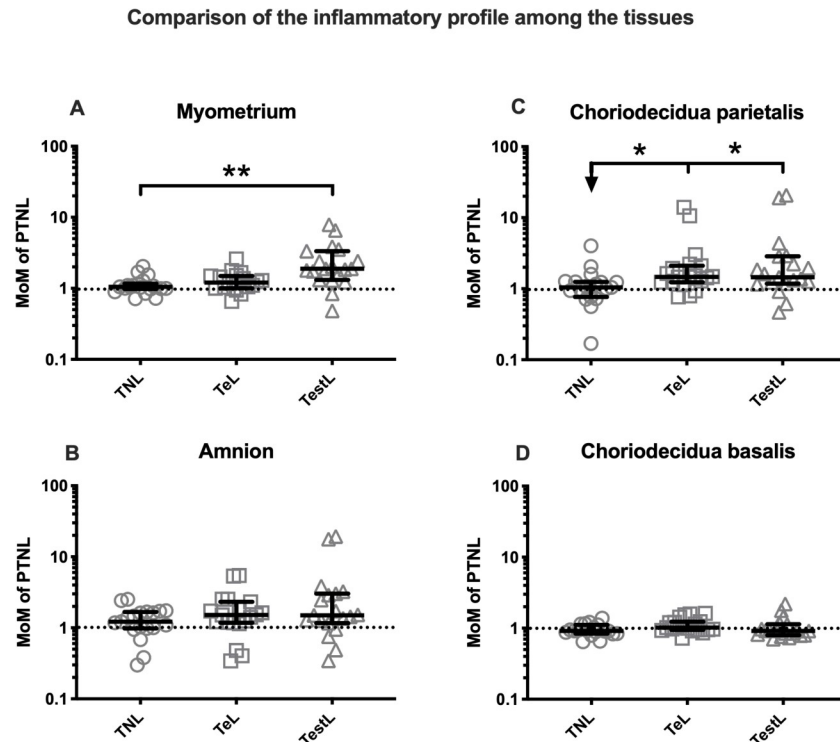 Comparison of the inflammatory profile among the tissues
A
Myometrium
MoM of PTNL
100
10
1
0.1
**
TNL
TeL
TestL
C
Choriodecidua parietalis
MoM of PTNL
100
10
1
0.1
*
*
TNL
TeL
TestL
B
Amnion
MoM of PTNL
100
10
1
0.1
TNL
TeL
TestL
D
Choriodecidua basalis
MoM of PTNL
100
10
1
0.1
TNL
TeL
TestL